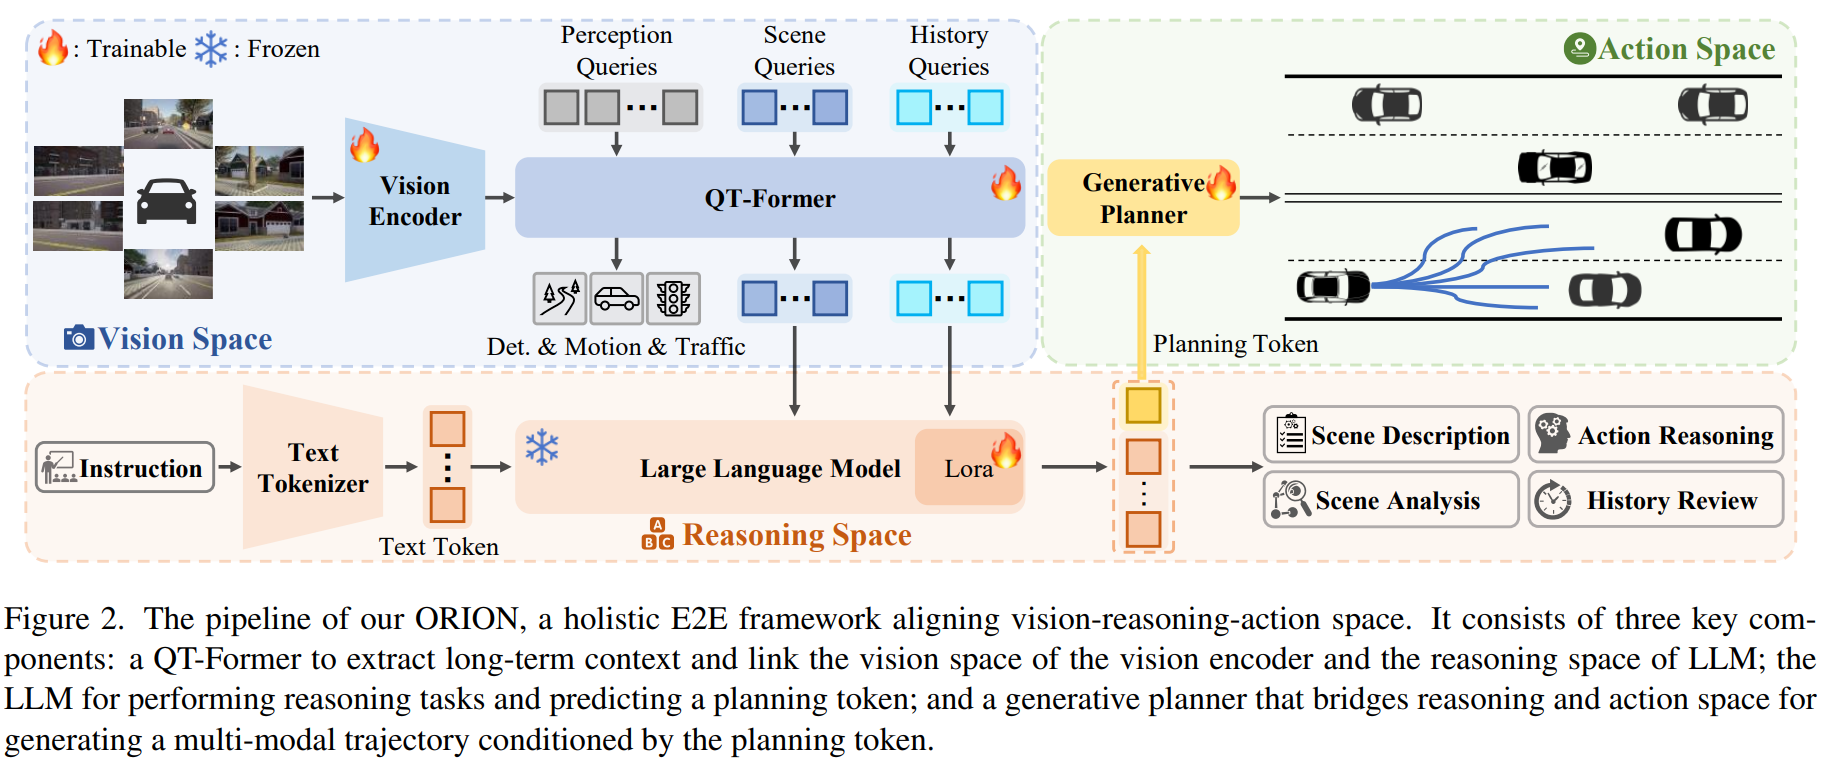 : Trainable
: Frozen
Perception
Queries
Scene
Queries
History
Queries
Vision
Encoder
QT-Former
Det. & Motion & Traffic
Vision Space
Action Space
Generative
Planner
Planning Token
Instruction
Text
Tokenizer
Text Token
Large Language Model
Lora
A
B C
Reasoning Space
Scene Description
Action Reasoning
Scene Analysis
History Review
Figure 2. The pipeline of our ORION, a holistic E2E framework aligning vision-reasoning-action space. It consists of three key com-
ponents: a QT-Former to extract long-term context and link the vision space of the vision encoder and the reasoning space of LLM; the
LLM for performing reasoning tasks and predicting a planning token; and a generative planner that bridges reasoning and action space for
generating a multi-modal trajectory conditioned by the planning token.